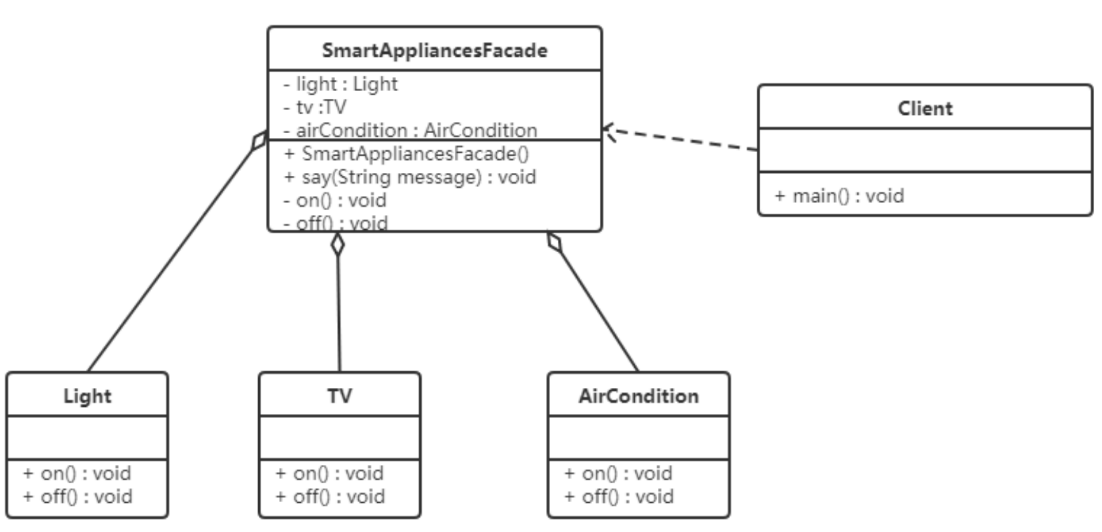 SmartAppliancesFacade
- light : Light
- tv :TV
- airCondition : AirCondition
+ SmartAppliancesFacade()
+ say(String message) : void
- on() : void
- off() : void
Client
+ main() : void
Light
+ on() : void
+ off() : void
TV
+ on() : void
+ off() : void
AirCondition
+ on() : void
+ off() : void